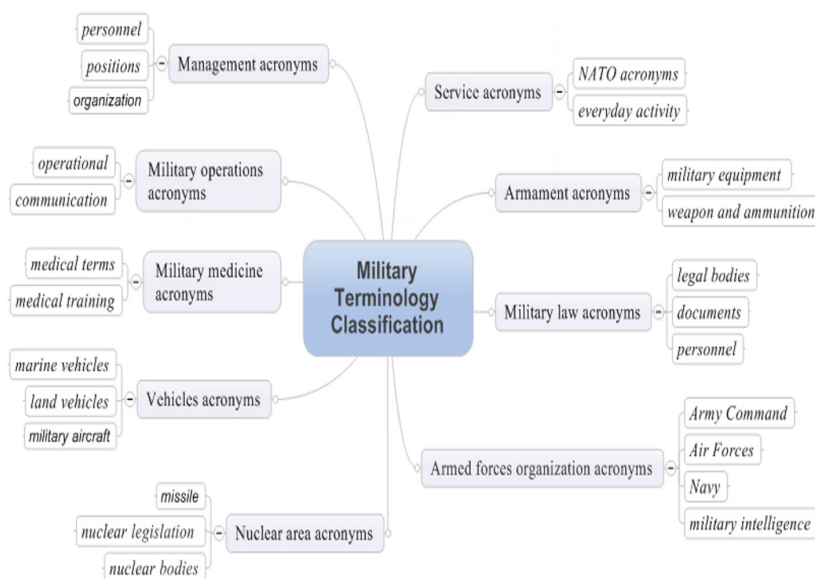 personnel
positions
organization
Management acronyms
operational
communication
Military operations
acronyms
medical terms
medical training
Military medicine
acronyms
marine vehicles
land vehicles
military aircraft
Vehicles acronyms
missile
nuclear legislation
nuclear bodies
Nuclear area acronyms
Military
Terminology
Classification
Service acronyms
NATO acronyms
everyday activity
Armament acronyms
military equipment
weapon and ammunition
Military law acronyms
legal bodies
documents
personnel
Armed forces organization acronyms
Army Command
Air Forces
Navy
military intelligence